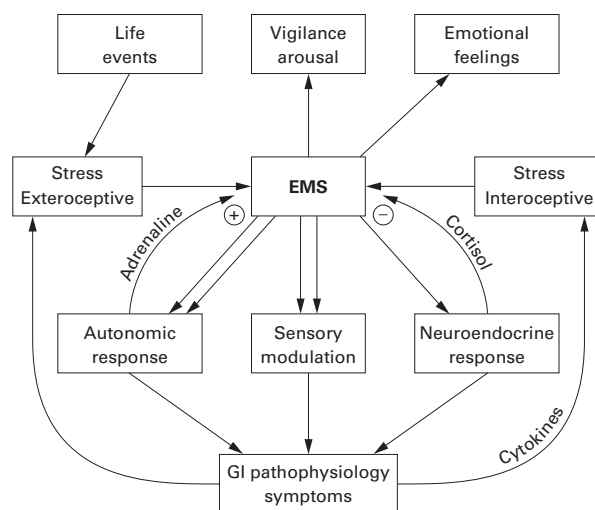 Life
events
Vigilance
arousal
Emotional
feelings
Stress
Exteroceptive
EMS
Stress
Interoceptive
Adrenaline
+
−
Cortisol
Autonomic
response
Sensory
modulation
Neuroendocrine
response
Cytokines
GI pathophysiology
symptoms